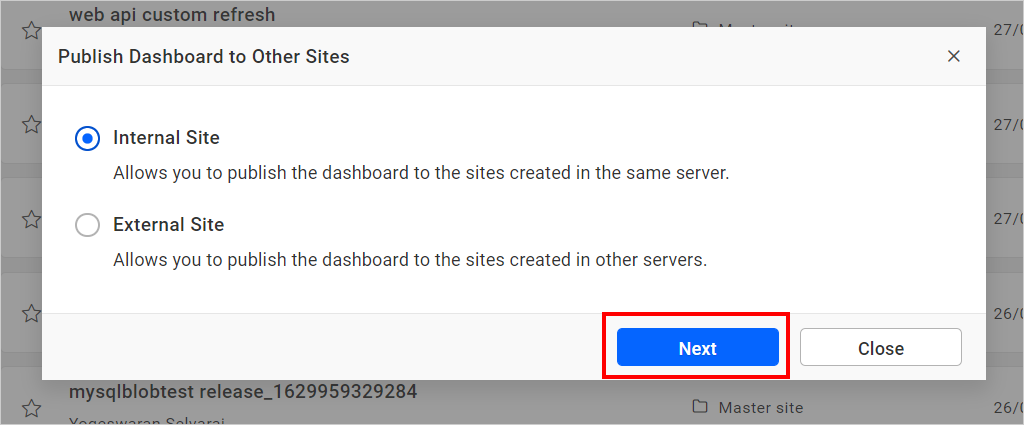 web api custom refresh
Master site
27/0
Publish Dashboard to Other Sites
Internal Site
27/0
Allows you to publish the dashboard to the sites created in the same server.
External Site
27/0
Allows you to publish the dashboard to the sites created in other servers.
26/0
Next
Close
mysqlblobtest release_1629959329284
Master site
26/0
Yogeswaran Selvaraj